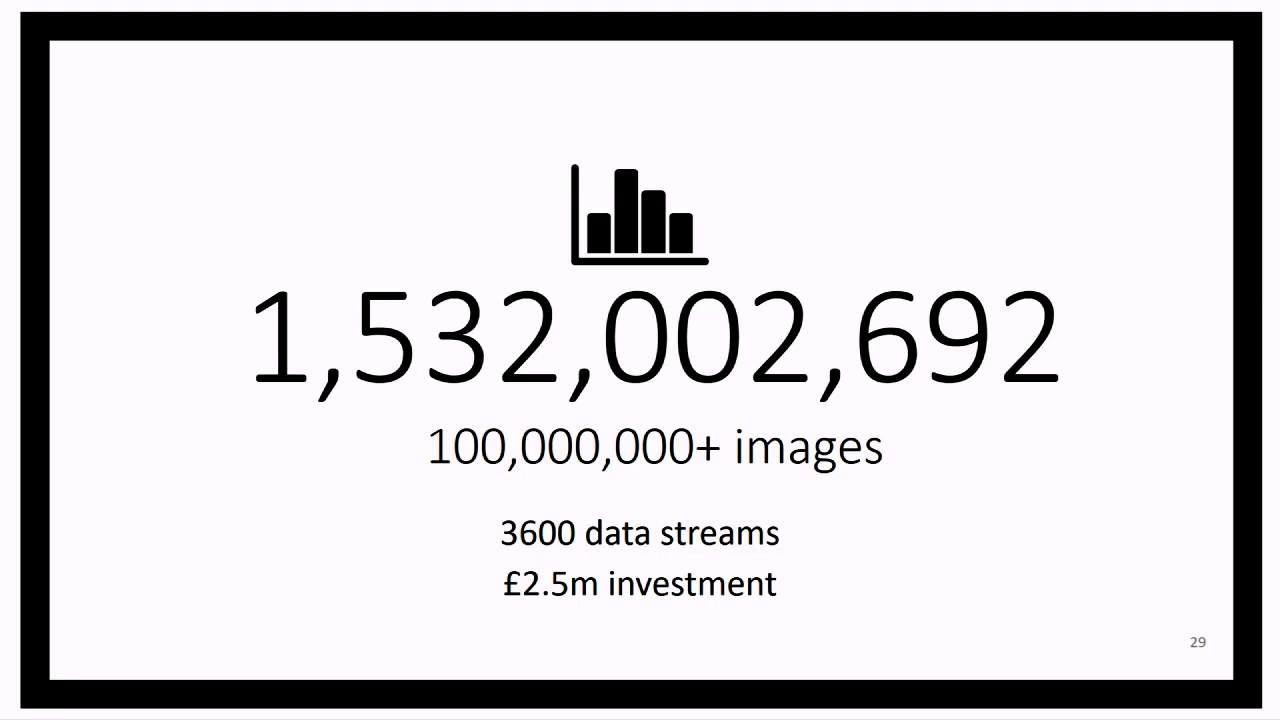 1,532,002,692
100,000,000+ images
3600 data streams
£2.5m investment
29